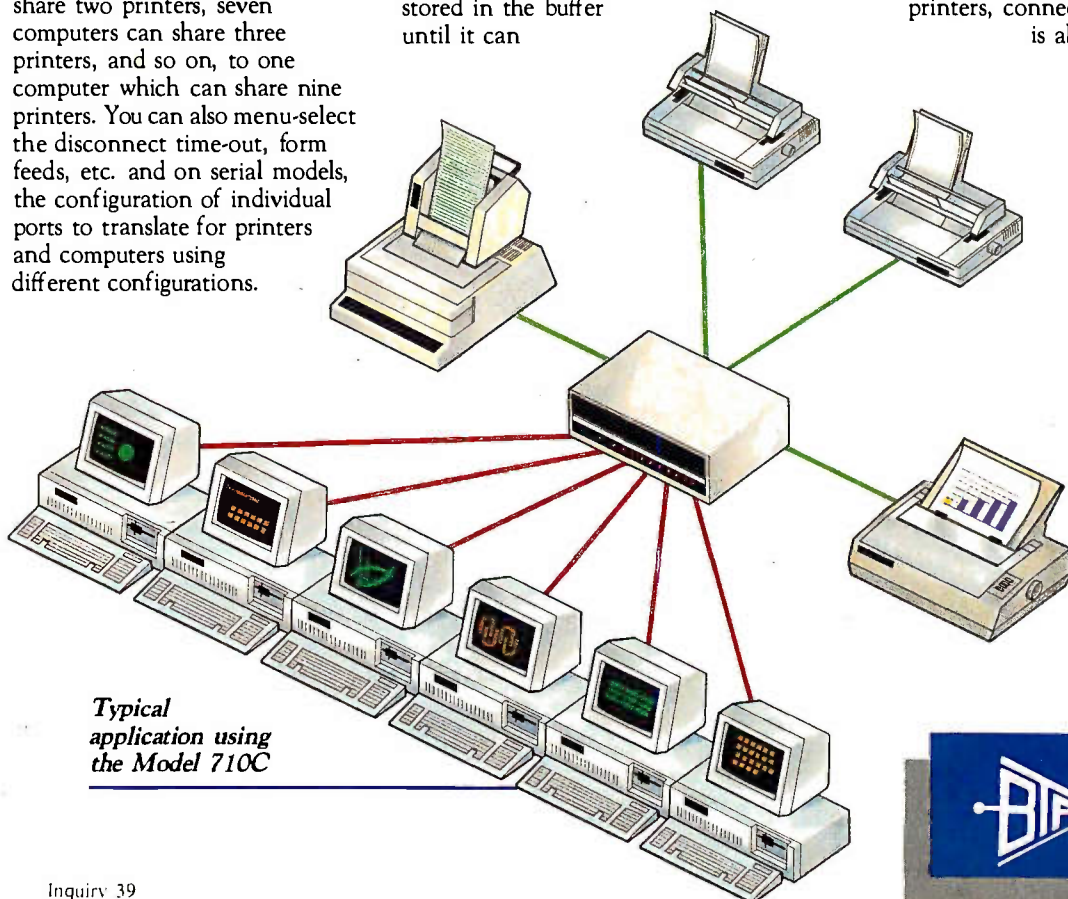 share two printers, seven
computers can share three
printers, and so on, to one
computer which can share nine
printers. You can also menu-select
the disconnect time-out, form
feeds, etc. and on serial models,
the configuration of individual
ports to translate for printers
and computers using
different configurations.
stored in the buffer
until it can
printers,
is
Typical
application using
the Model 710C
Inquiry 39